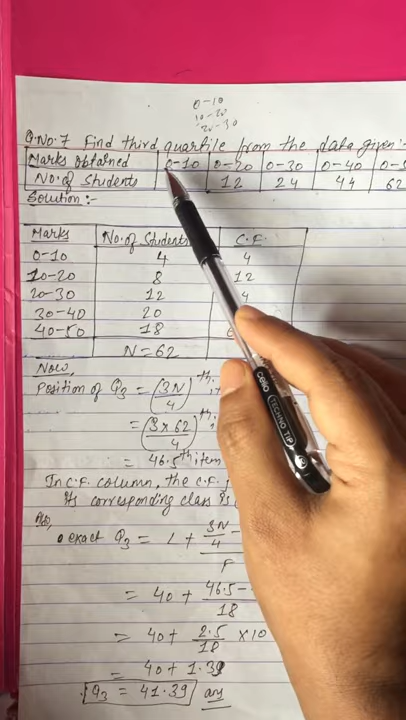 0-10
10-20
20-30
Q.No.7 Find third quartile from the data given:-
Marks obtained 0-10 0-20 0-30 0-40
No. of Students 12 24 44 62
Solution:-
Marks No. of Students C.F.
0-10 4 4
10-20 8 12
20-30 12
30-40 20
40-50 18
N = 62
Now,
Position of Q3 = (3N/4)th
= (3x62/4)th
= 46.5th item
In C.F. column, the C.F.
its corresponding class is
exact Q3 = l + 3N/4 -
F
= 40 + 46.5 -
18
= 40 + 2.5/18 x10
= 40 + 1.39
Q3 = 41.39 ans
cello TECHNO TIP